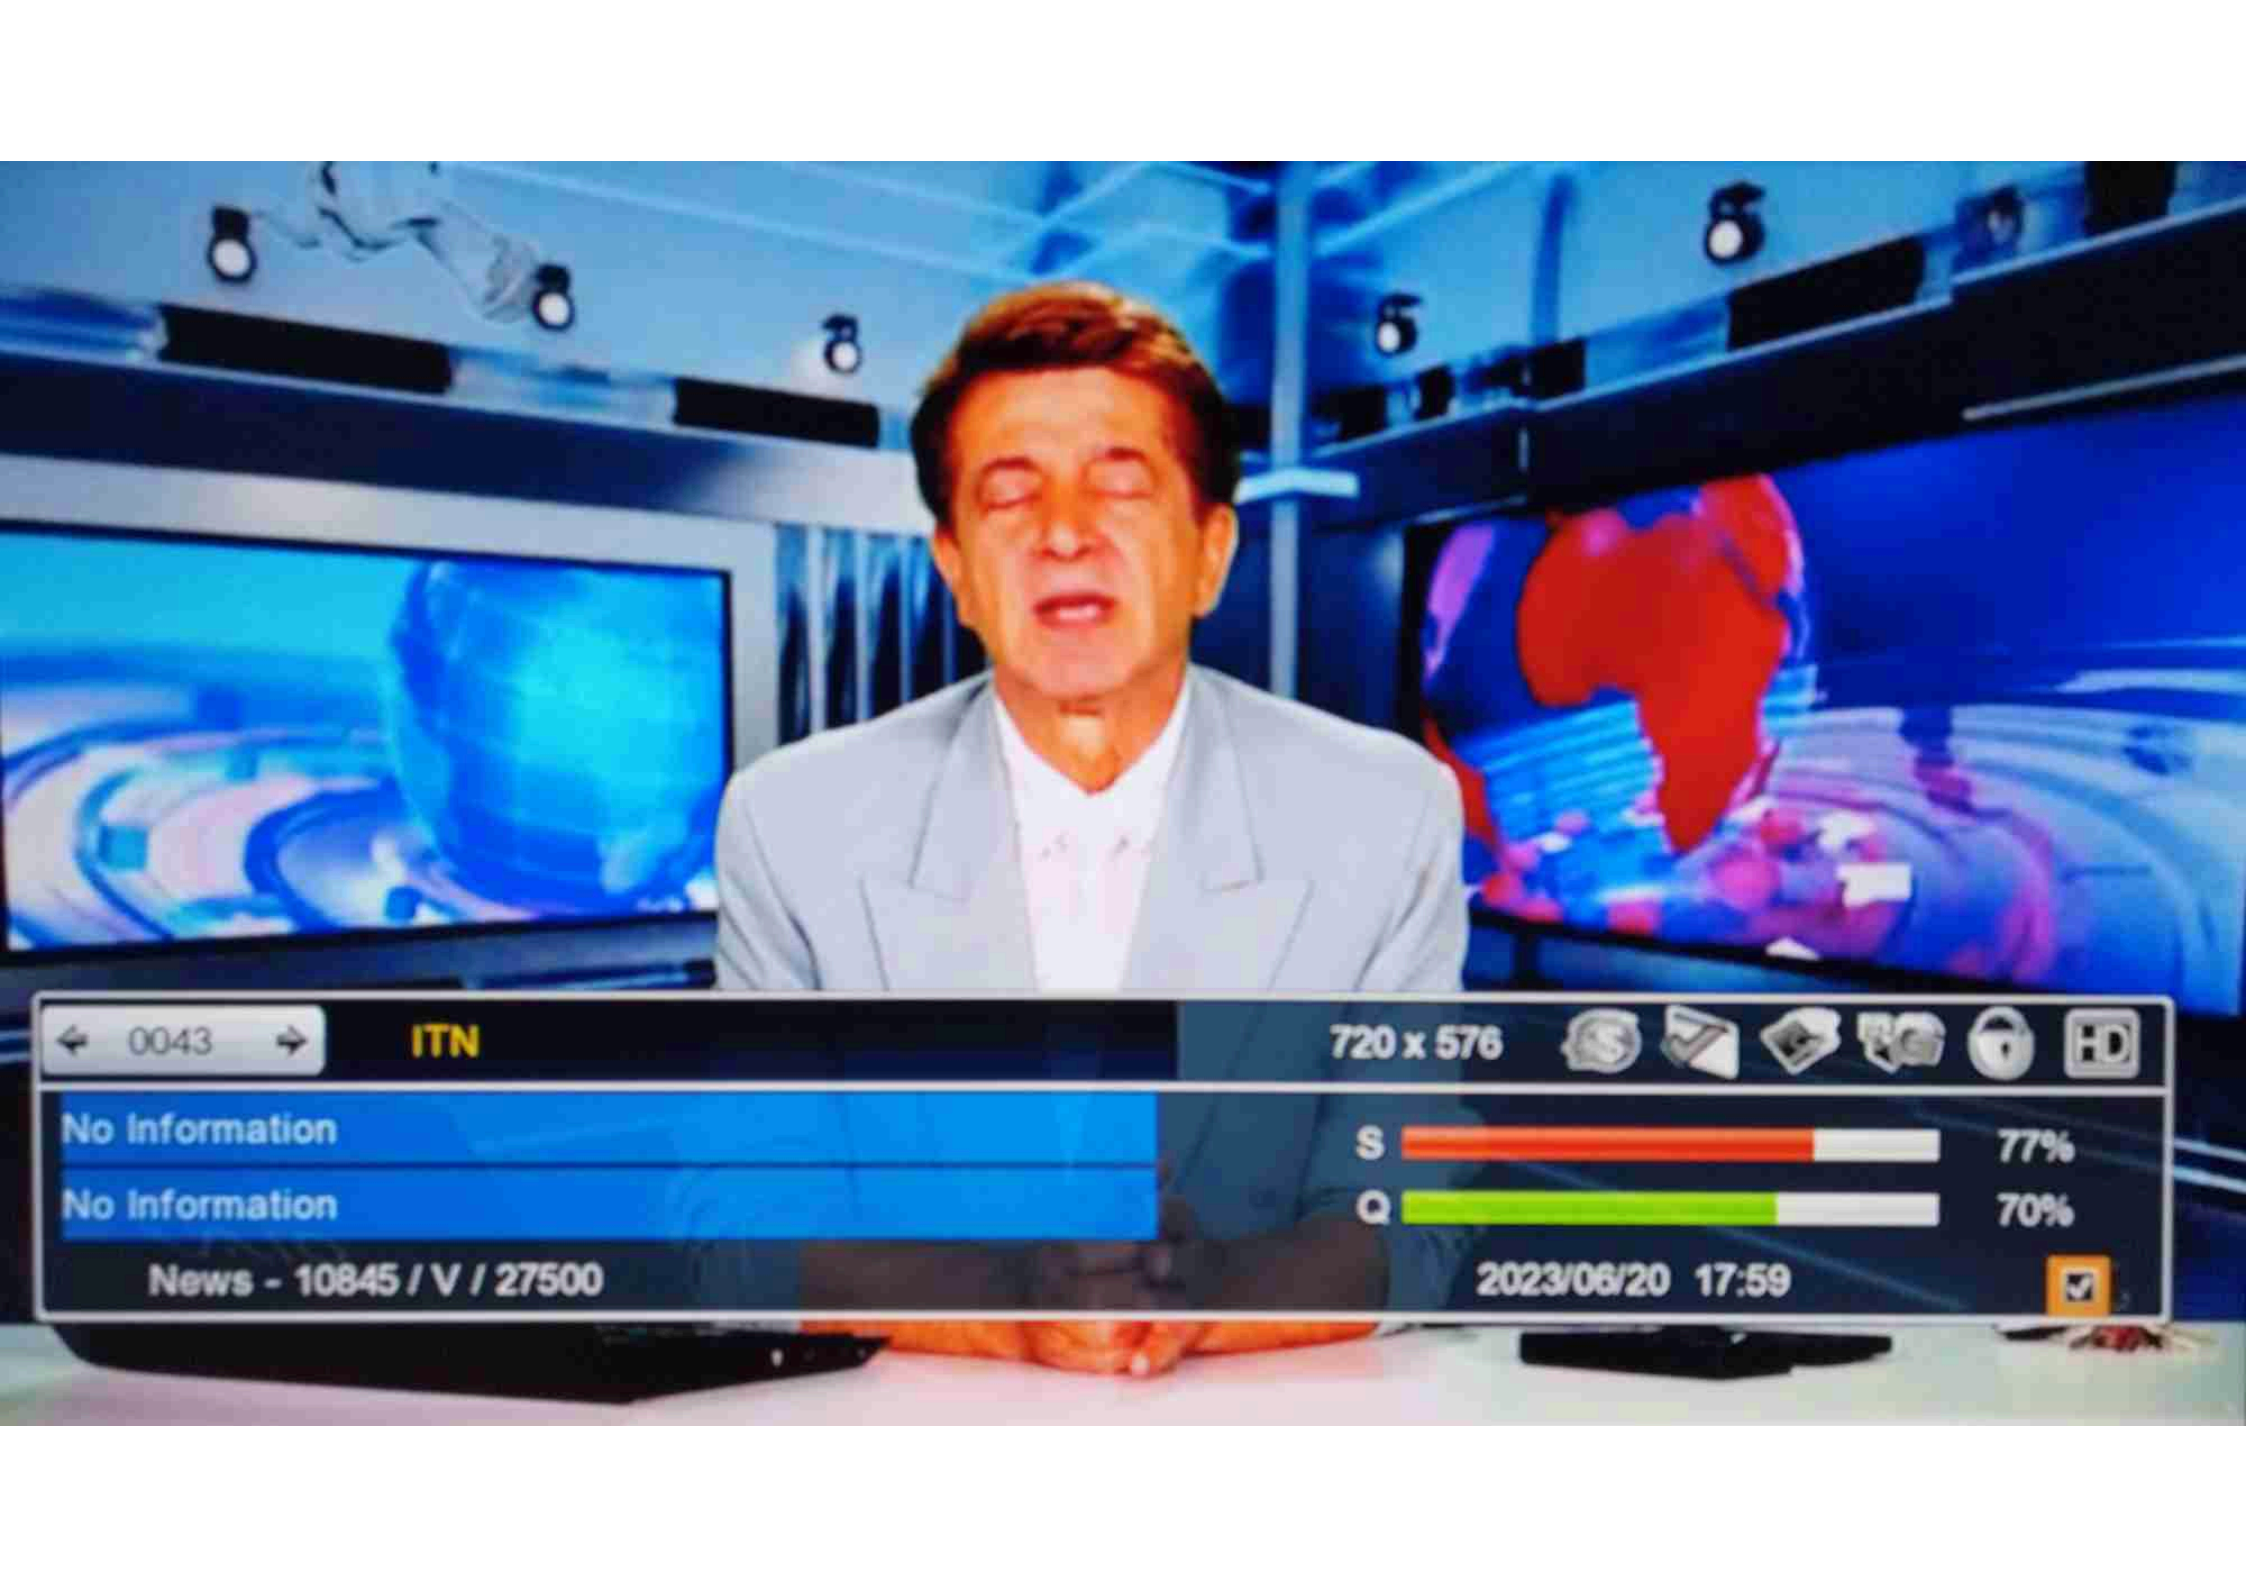 0043 ITN 720 x 576 HD
No Information
No Information
S 77%
Q 70%
News - 10845 / V / 27500 2023/06/20 17:59